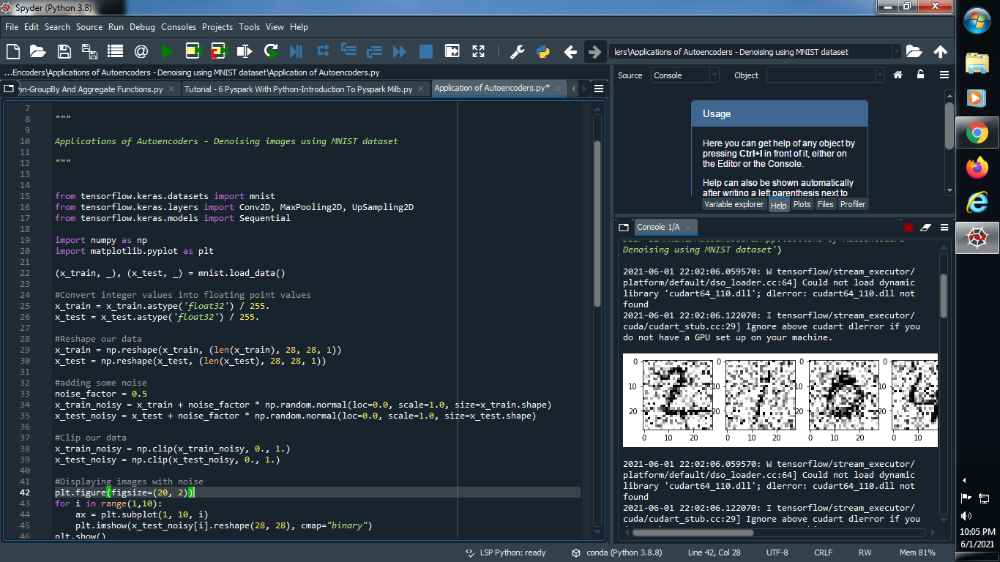 Spyder (Python 3.8)
File Edit Search Source Run Debug Consoles Projects Tools View Help
lers\Applications of Autoencoders - Denoising using MNIST dataset
...Encoders\Applications of Autoencoders - Denoising using MNIST dataset\Application of Autoencoders.py
on-GroupBy And Aggregate Functions.py
Tutorial - 6 Pyspark With Python-Introduction To Pyspark Milb.py
Application of Autoencoders.py*
7
8 """
9
10 Applications of Autoencoders - Denoising images using MNIST dataset
11
12 """
13
14
15 from tensorflow.keras.datasets import mnist
16 from tensorflow.keras.layers import Conv2D, MaxPooling2D, UpSampling2D
17 from tensorflow.keras.models import Sequential
18
19 import numpy as np
20 import matplotlib.pyplot as plt
21
22 (x_train, _), (x_test, _) = mnist.load_data()
23
24 #Convert integer values into floating point values
25 x_train = x_train.astype('float32') / 255.
26 x_test = x_test.astype('float32') / 255.
27
28 #Reshape our data
29 x_train = np.reshape(x_train, (len(x_train), 28, 28, 1))
30 x_test = np.reshape(x_test, (len(x_test), 28, 28, 1))
31
32 #adding some noise
33 noise_factor = 0.5
34 x_train_noisy = x_train + noise_factor * np.random.normal(loc=0.0, scale=1.0, size=x_train.shape)
35 x_test_noisy = x_test + noise_factor * np.random.normal(loc=0.0, scale=1.0, size=x_test.shape)
36
37 #Clip our data
38 x_train_noisy = np.clip(x_train_noisy, 0., 1.)
39 x_test_noisy = np.clip(x_test_noisy, 0., 1.)
40
41 #Displaying images with noise
42 plt.figure(figsize=(20, 2))
43 for i in range(1,10):
44 ax = plt.subplot(1, 10, i)
45 plt.imshow(x_test_noisy[i].reshape(28, 28), cmap="binary")
46 plt.show()
Source Console Object
Usage
Here you can get help of any object by
pressing Ctrl+I in front of it, either on
the Editor or the Console.
Help can also be shown automatically
after writing a left parenthesis next to
Variable explorer Help Plots Files Profiler
Console 1/A
Denoising using MNIST dataset')
2021-06-01 22:02:06.059570: W tensorflow/stream_executor/
platform/default/dso_loader.cc:64] Could not load dynamic
library 'cudart64_110.dll'; dlerror: cudart64_110.dll not
found
2021-06-01 22:02:06.122070: I tensorflow/stream_executor/
cuda/cudart_stub.cc:29] Ignore above cudart dlerror if you
do not have a GPU set up on your machine.
0 0 0 0
10 10 10 10
20 20 20 20
0 10 20 0 10 20 0 10 20 0 10
2021-06-01 22:02:06.059570: W tensorflow/stream_executor/
platform/default/dso_loader.cc:64] Could not load dynamic
library 'cudart64_110.dll'; dlerror: cudart64_110.dll not
found
2021-06-01 22:02:06.122070: I tensorflow/stream_executor/
cuda/cudart_stub.cc:29] Ignore above cudart dlerror if you
LSP Python: ready conda (Python 3.8.8) Line 42, Col 28 UTF-8 CRLF RW Mem 81%
10:05 PM
6/1/2021